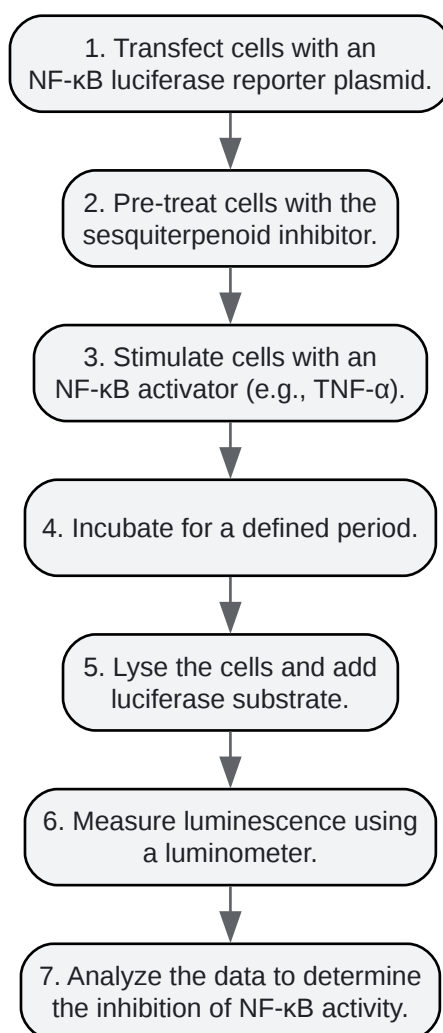 1. Transfect cells with an
NF-κB luciferase reporter plasmid.
2. Pre-treat cells with the
sesquiterpenoid inhibitor.
3. Stimulate cells with an
NF-κB activator (e.g., TNF-α).
4. Incubate for a defined period.
5. Lyse the cells and add
luciferase substrate.
6. Measure luminescence using
a luminometer.
7. Analyze the data to determine
the inhibition of NF-κB activity.